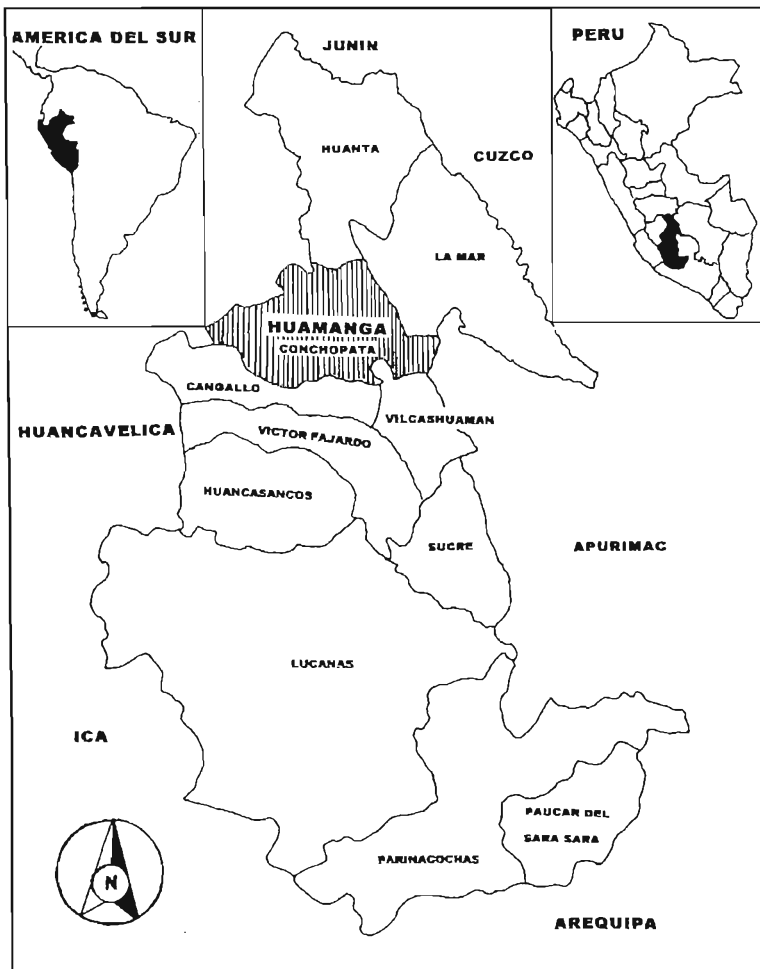 AMERICA DEL SUR
JUNIN
PERU
HUANTA
CUZCO
LA MAR
HUAMANGA
CONCHOPATA
CANGALLO
VILCASHUAMAN
HUANCAVELICA
VICTOR FAJARDO
HUANCASANCOS
SUCRE
APURIMAC
LUCANAS
ICA
PAUCAR DEL
SARA SARA
PARINACOCHAS
N
AREQUIPA